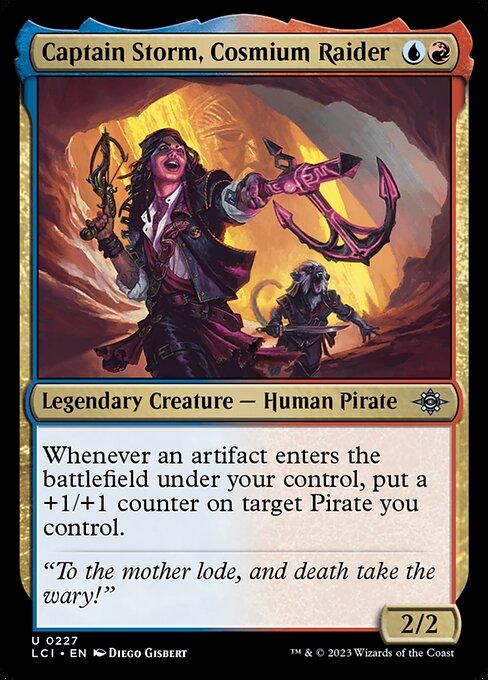 Captain Storm, Cosmium Raider
Legendary Creature — Human Pirate
Whenever an artifact enters the
battlefield under your control, put a
+1/+1 counter on target Pirate you
control.
“To the mother lode, and death take the
wary!”
2/2
U 0227
LCI • EN Diego Gisbert
™ & © 2023 Wizards of the Coast